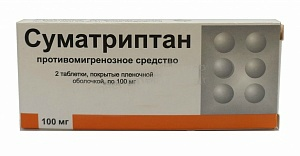 Суматриптан
противомигренозное средство
2 таблетки, покрытые пленочной
оболочкой, по 100 мг
100 мг